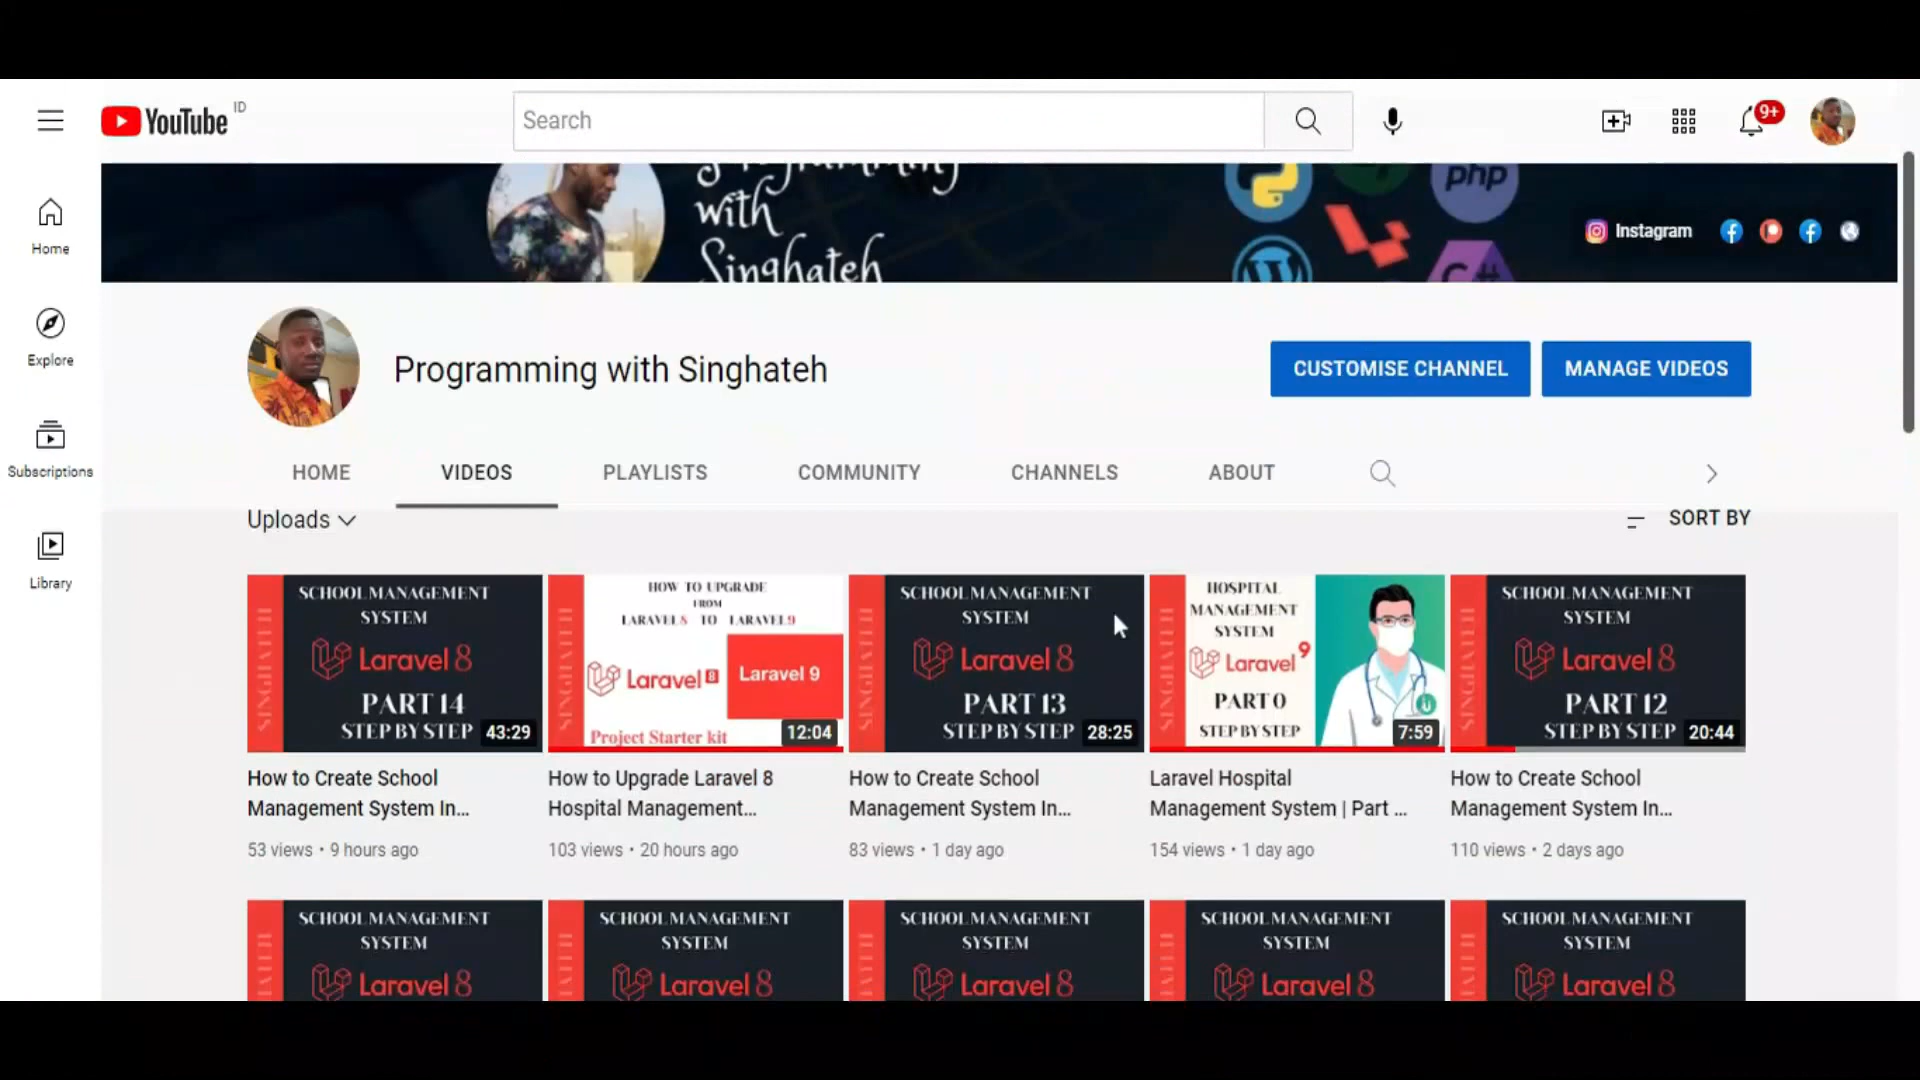 YouTube ID
Search
9+
Programming
with
Singhateh
php
C#
Instagram
Home
Explore
Subscriptions
Library
Programming with Singhateh
CUSTOMISE CHANNEL
MANAGE VIDEOS
HOME
VIDEOS
PLAYLISTS
COMMUNITY
CHANNELS
ABOUT
Uploads
SORT BY
SINGHATEH
SCHOOL MANAGEMENT
SYSTEM
Laravel 8
PART 14
STEP BY STEP
43:29
How to Create School
Management System In...
53 views • 9 hours ago
SINGHATEH
HOW TO UPGRADE
FROM
LARAVEL8 TO LARAVEL9
Laravel 8
Laravel 9
Project Starter kit
12:04
How to Upgrade Laravel 8
Hospital Management...
103 views • 20 hours ago
SINGHATEH
SCHOOL MANAGEMENT
SYSTEM
Laravel 8
PART 13
STEP BY STEP
28:25
How to Create School
Management System In...
83 views • 1 day ago
SINGHATEH
HOSPITAL
MANAGEMENT
SYSTEM
Laravel 9
PART 0
STEP BY STEP
7:59
Laravel Hospital
Management System | Part ...
154 views • 1 day ago
SINGHATEH
SCHOOL MANAGEMENT
SYSTEM
Laravel 8
PART 12
STEP BY STEP
20:44
How to Create School
Management System In...
110 views • 2 days ago
SCHOOL MANAGEMENT
SYSTEM
Laravel 8
SCHOOL MANAGEMENT
SYSTEM
Laravel 8
SCHOOL MANAGEMENT
SYSTEM
Laravel 8
SCHOOL MANAGEMENT
SYSTEM
Laravel 8
SCHOOL MANAGEMENT
SYSTEM
Laravel 8